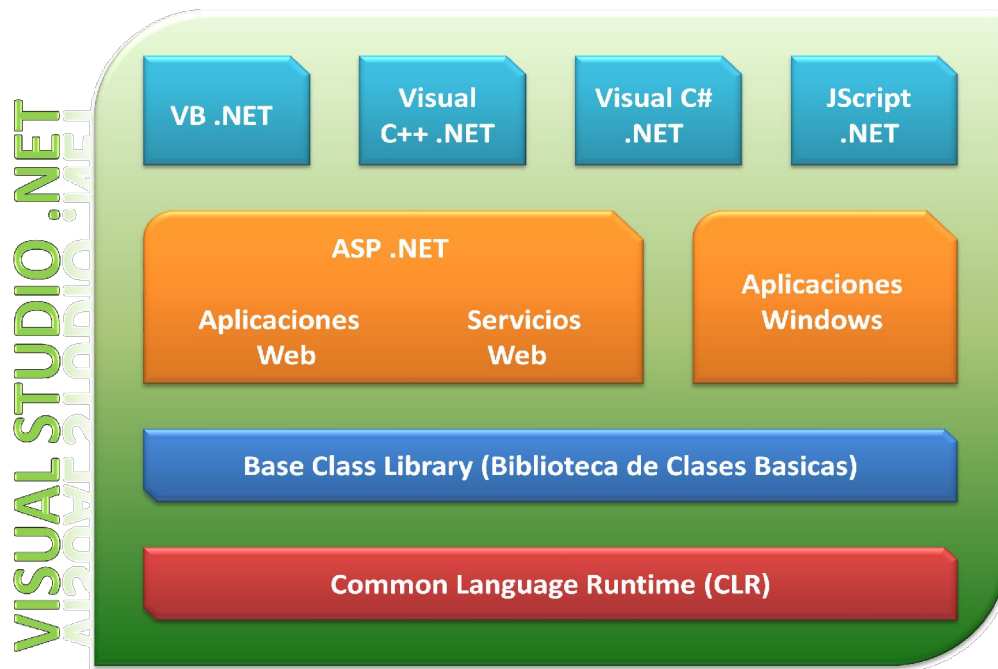 VISUAL STUDIO .NET
VB .NET
Visual
C++ .NET
Visual C#
.NET
JScript
.NET
ASP .NET
Aplicaciones
Web
Servicios
Web
Aplicaciones
Windows
Base Class Library (Biblioteca de Clases Basicas)
Common Language Runtime (CLR)